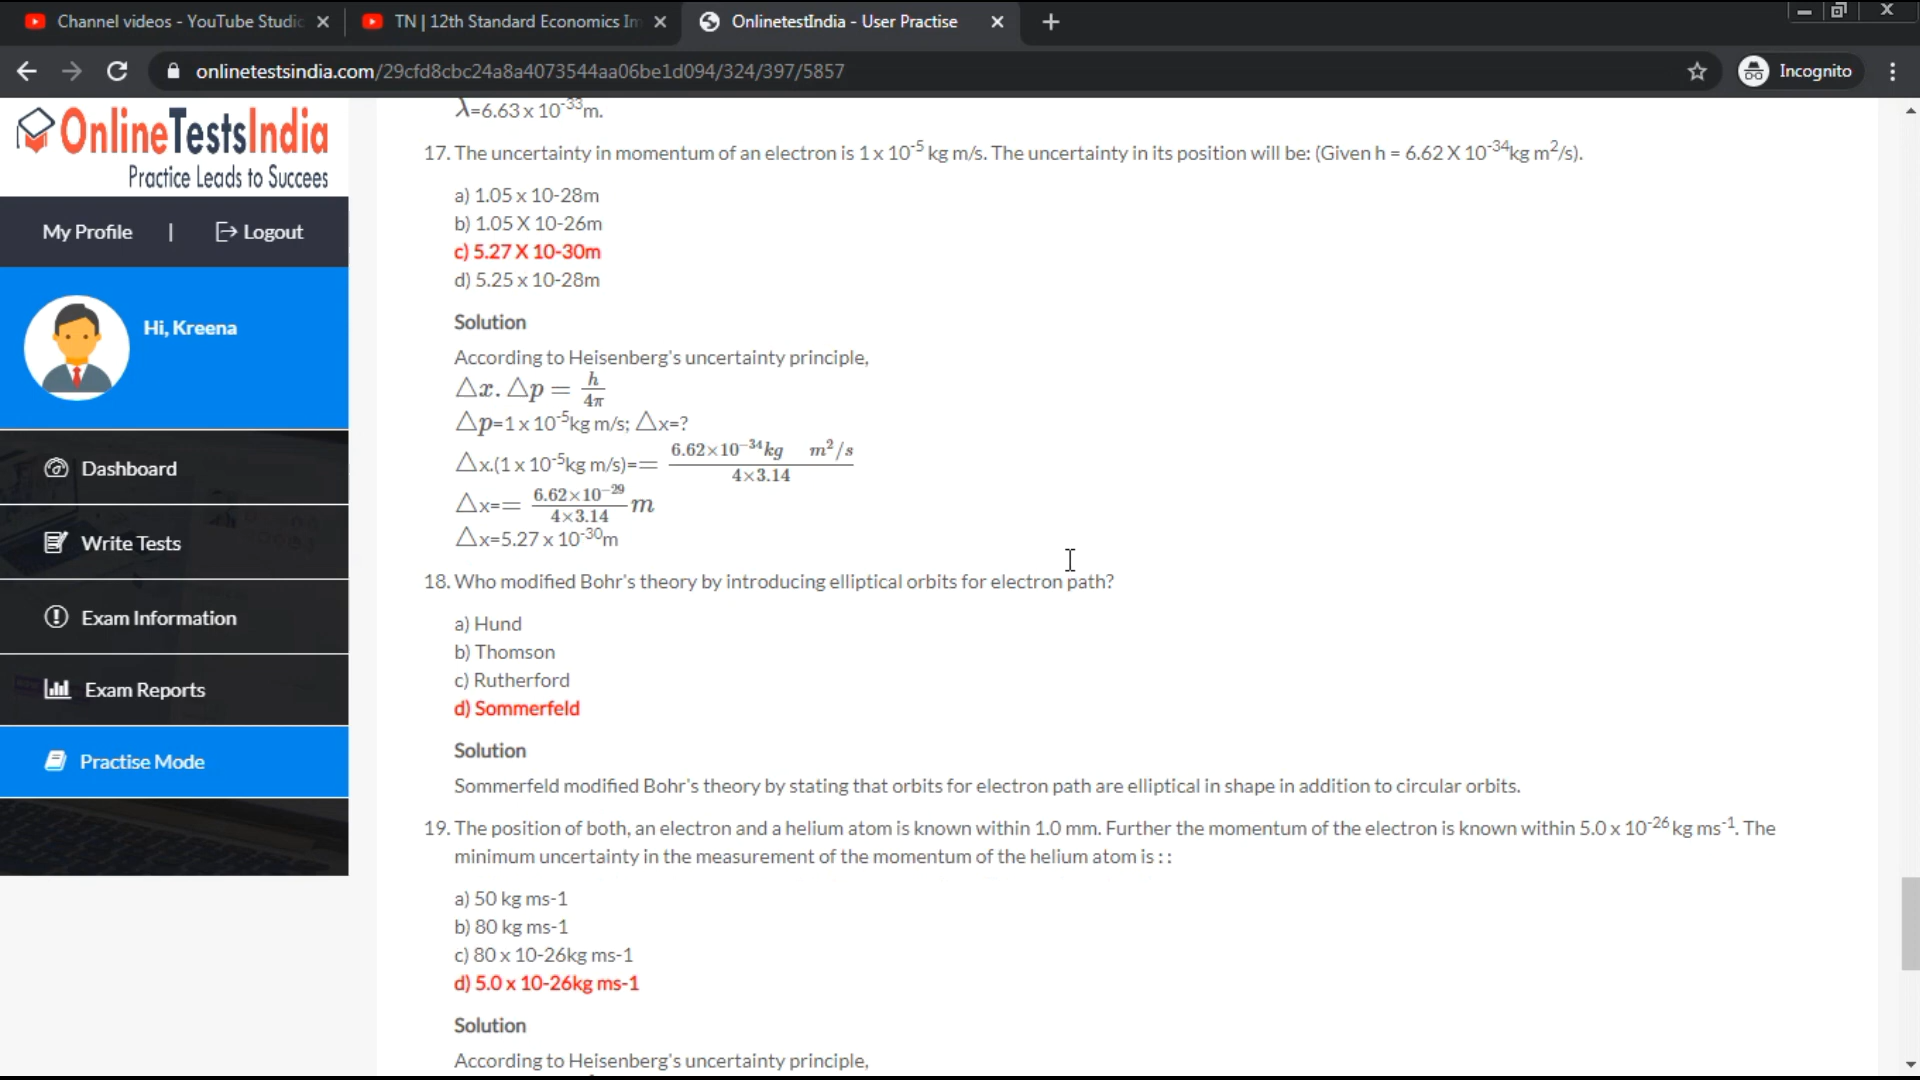 Channel videos - YouTube Studi
TN | 12th Standard Economics Im
OnlinetestIndia - User Practise
onlinetestsindia.com/29cfd8cbc24a8a4073544aa06be1d094/324/397/5857
Incognito
OnlineTestsIndia
Practice Leads to Succees
My Profile | Logout
Hi, Kreena
Dashboard
Write Tests
Exam Information
Exam Reports
Practise Mode
λ=6.63 x 10⁻³³m.
17. The uncertainty in momentum of an electron is 1 x 10⁻⁵ kg m/s. The uncertainty in its position will be: (Given h = 6.62 X 10⁻³⁴kg m²/s).
a) 1.05 x 10-28m
b) 1.05 X 10-26m
c) 5.27 X 10-30m
d) 5.25 x 10-28m
Solution
According to Heisenberg's uncertainty principle,
△x. △p = h/4π
△p=1 x 10⁻⁵kg m/s; △x=?
△x.(1 x 10⁻⁵kg m/s)== 6.62×10⁻³⁴kg m²/s / 4×3.14
△x== 6.62×10⁻²⁹ / 4×3.14 m
△x=5.27 x 10⁻³⁰m
18. Who modified Bohr's theory by introducing elliptical orbits for electron path?
a) Hund
b) Thomson
c) Rutherford
d) Sommerfeld
Solution
Sommerfeld modified Bohr's theory by stating that orbits for electron path are elliptical in shape in addition to circular orbits.
19. The position of both, an electron and a helium atom is known within 1.0 mm. Further the momentum of the electron is known within 5.0 x 10⁻²⁶ kg ms⁻¹. The
minimum uncertainty in the measurement of the momentum of the helium atom is : :
a) 50 kg ms-1
b) 80 kg ms-1
c) 80 x 10-26kg ms-1
d) 5.0 x 10-26kg ms-1
Solution
According to Heisenberg's uncertainty principle,